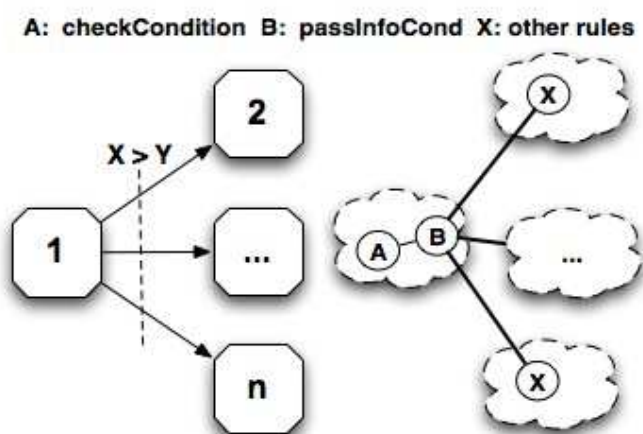 A: checkCondition B: passInfoCond X: other rules
2
X
X > Y
1
...
A
B
...
n
X